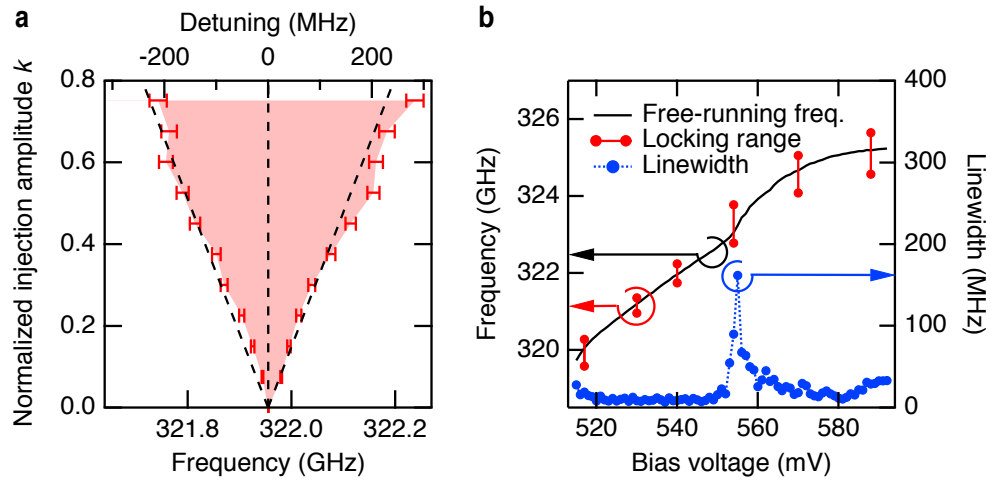 a
Detuning (MHz)
-200 0 200
Normalized injection amplitude k
0.8
0.6
0.4
0.2
0.0
321.8 322.0 322.2
Frequency (GHz)
b
Free-running freq.
Locking range
Linewidth
Frequency (GHz)
326
324
322
320
400
300
200
100
0
Linewidth
(MHz)
520 540 560 580
Bias voltage (mV)